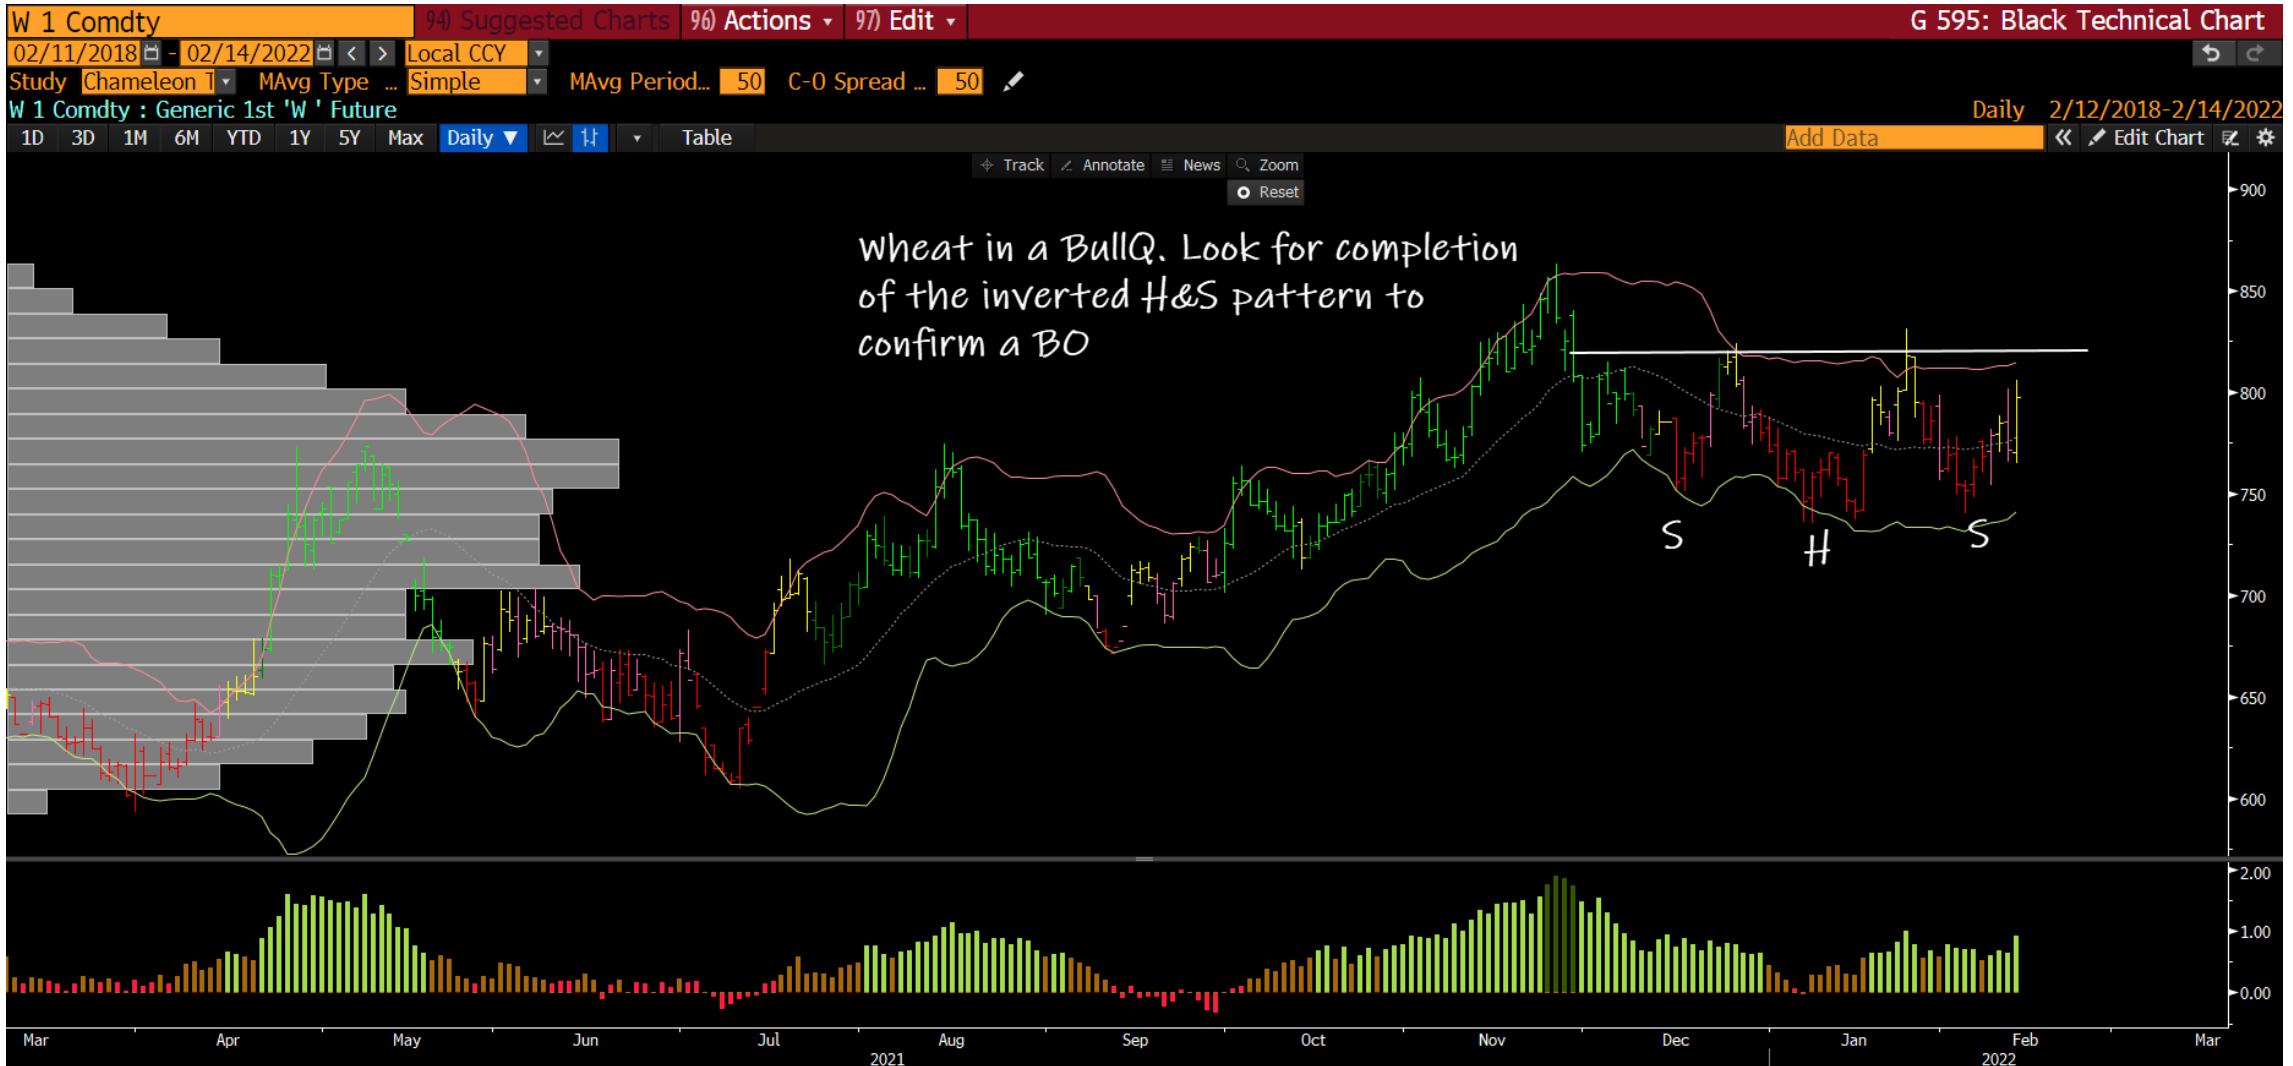 W 1 Comdty 94) Suggested Charts 96) Actions 97) Edit G 595: Black Technical Chart
02/11/2018 - 02/14/2022 < > Local CCY
Study Chameleon T MAvg Type ... Simple MAvg Period... 50 C-O Spread ... 50
W 1 Comdty : Generic 1st 'W ' Future Daily 2/12/2018-2/14/2022
1D 3D 1M 6M YTD 1Y 5Y Max Daily ▼ Table Add Data « Edit Chart
Track Annotate News Zoom
Reset
Wheat in a BullQ. Look for completion
of the inverted H&S pattern to
confirm a BO
900
850
800
750
700
650
600
S H S
2.00
1.00
0.00
Mar Apr May Jun Jul Aug Sep Oct Nov Dec Jan Feb Mar
2021 2022